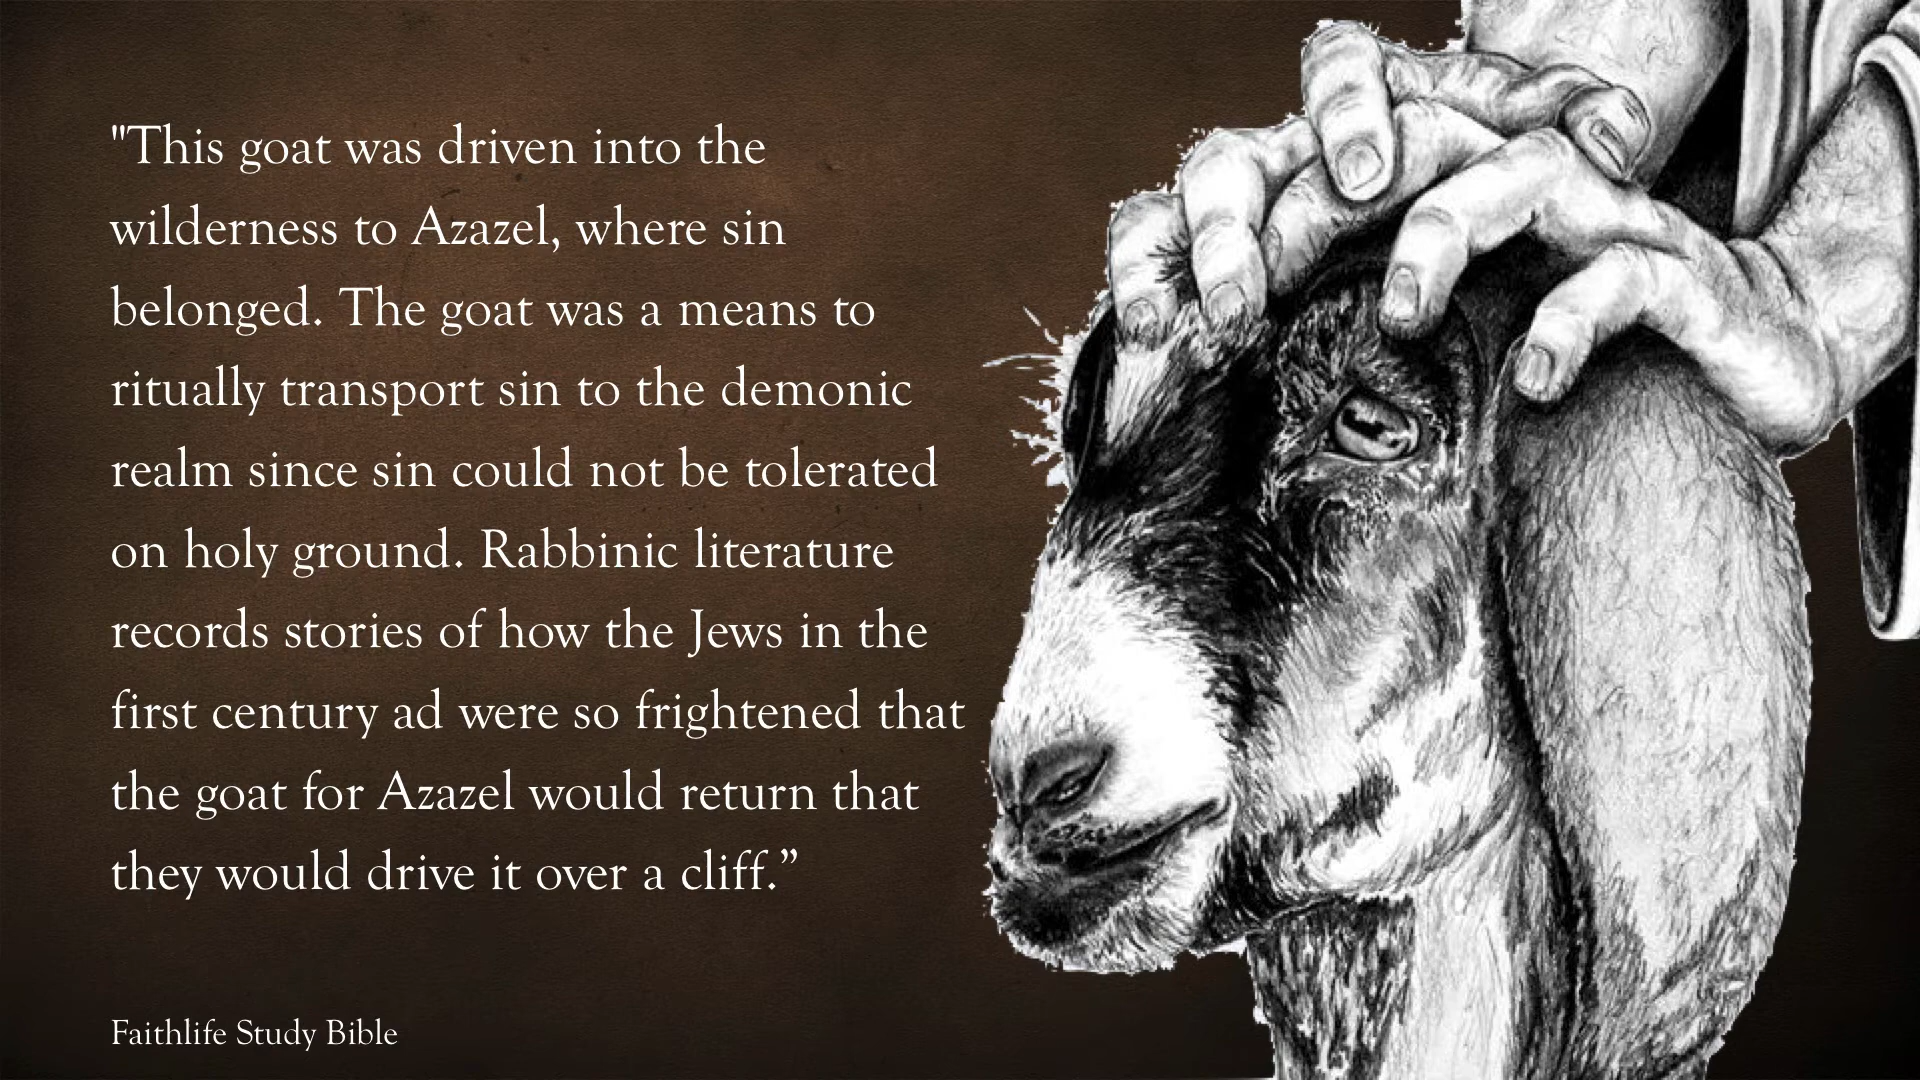 "This goat was driven into the
wilderness to Azazel, where sin
belonged. The goat was a means to
ritually transport sin to the demonic
realm since sin could not be tolerated
on holy ground. Rabbinic literature
records stories of how the Jews in the
first century ad were so frightened that
the goat for Azazel would return that
they would drive it over a cliff.”
Faithlife Study Bible